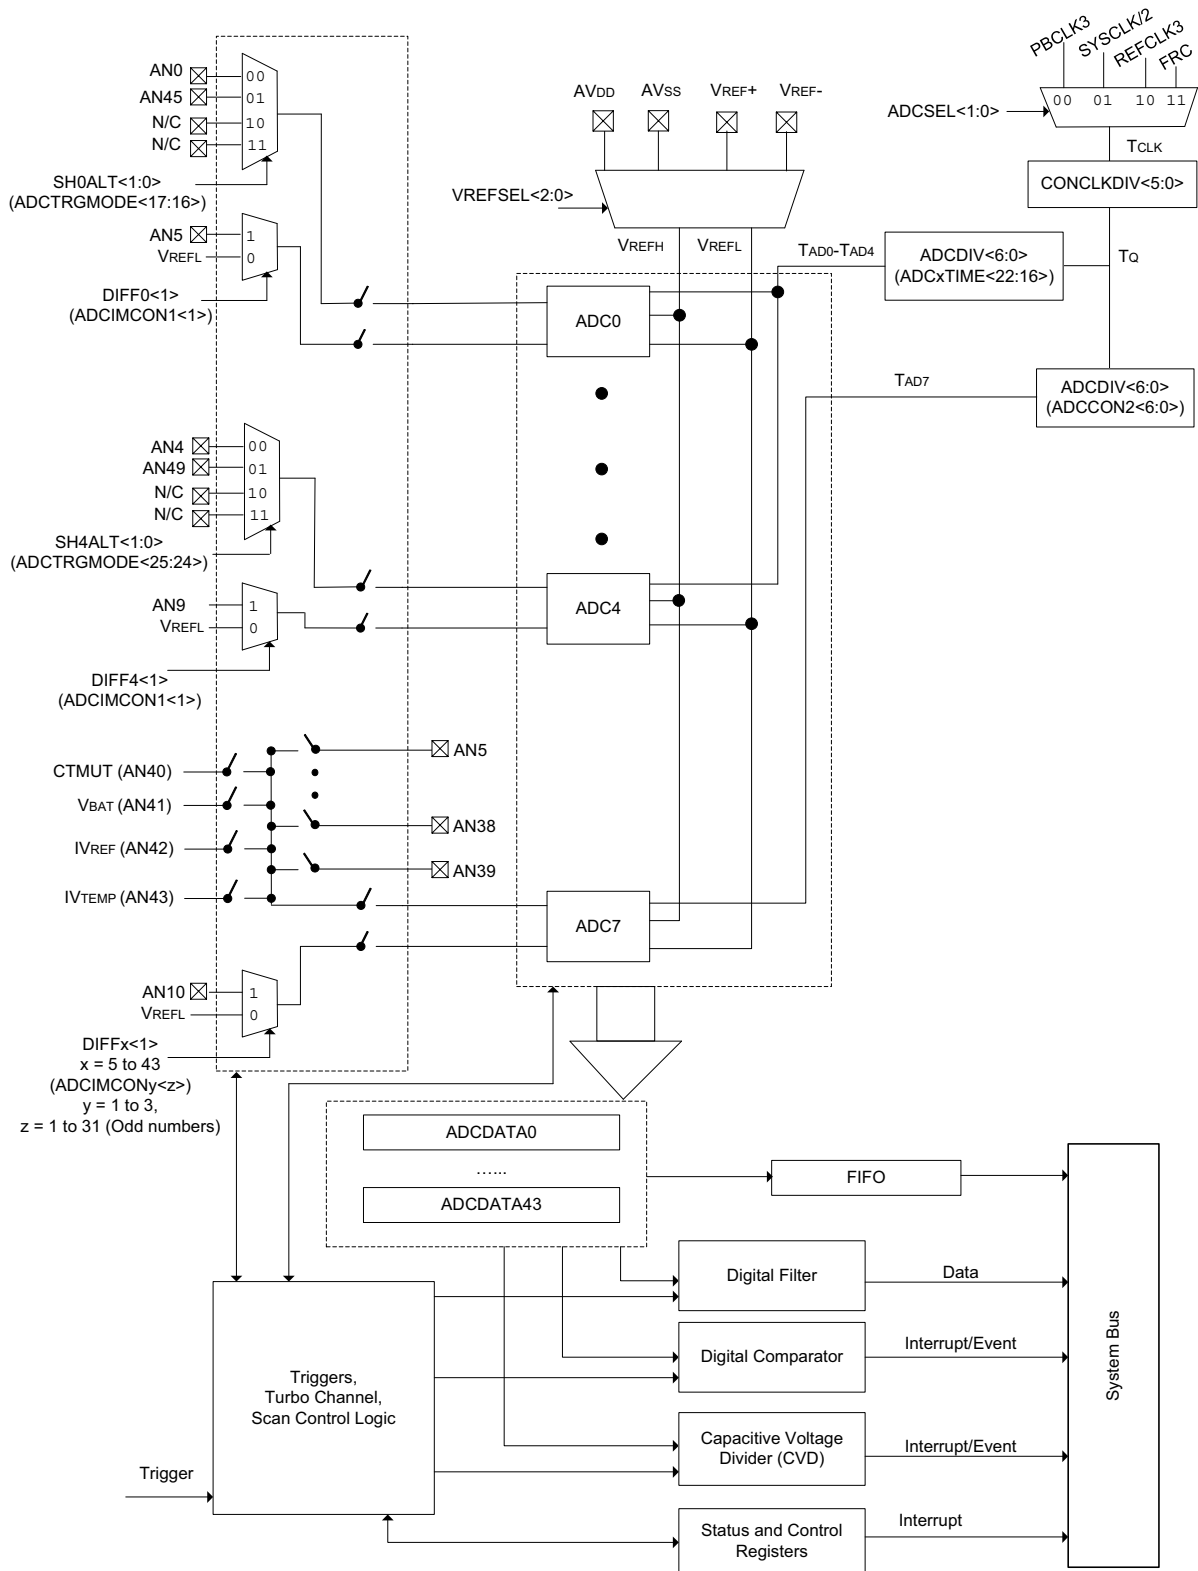 PBCLK3
SYSCLK/2
REFCLK3
FRC
00 01 10 11
ADCSEL<1:0>
TCLK
CONCLKDIV<5:0>
TQ
AN0
00
AN45
01
N/C
10
N/C
11
SH0ALT<1:0>
(ADCTRGMODE<17:16>)
AN5
1
VREFL
0
DIFF0<1>
(ADCIMCON1<1>)
AVDD
AVSS
VREF+
VREF-
VREFSEL<2:0>
VREFH
VREFL
TAD0-TAD4
ADCDIV<6:0>
(ADCxTIME<22:16>)
ADC0
TAD7
ADCDIV<6:0>
(ADCCON2<6:0>)
AN4
00
AN49
01
N/C
10
N/C
11
SH4ALT<1:0>
(ADCTRGMODE<25:24>)
AN9
1
VREFL
0
DIFF4<1>
(ADCIMCON1<1>)
ADC4
CTMUT (AN40)
VBAT (AN41)
IVREF (AN42)
IVTEMP (AN43)
AN5
AN38
AN39
ADC7
AN10
1
VREFL
0
DIFFx<1>
x = 5 to 43
(ADCIMCONy<z>)
y = 1 to 3,
z = 1 to 31 (Odd numbers)
ADCDATA0
…...
ADCDATA43
FIFO
Digital Filter
Data
Digital Comparator
Interrupt/Event
Capacitive Voltage
Divider (CVD)
Interrupt/Event
Status and Control
Registers
Interrupt
System Bus
Triggers,
Turbo Channel,
Scan Control Logic
Trigger